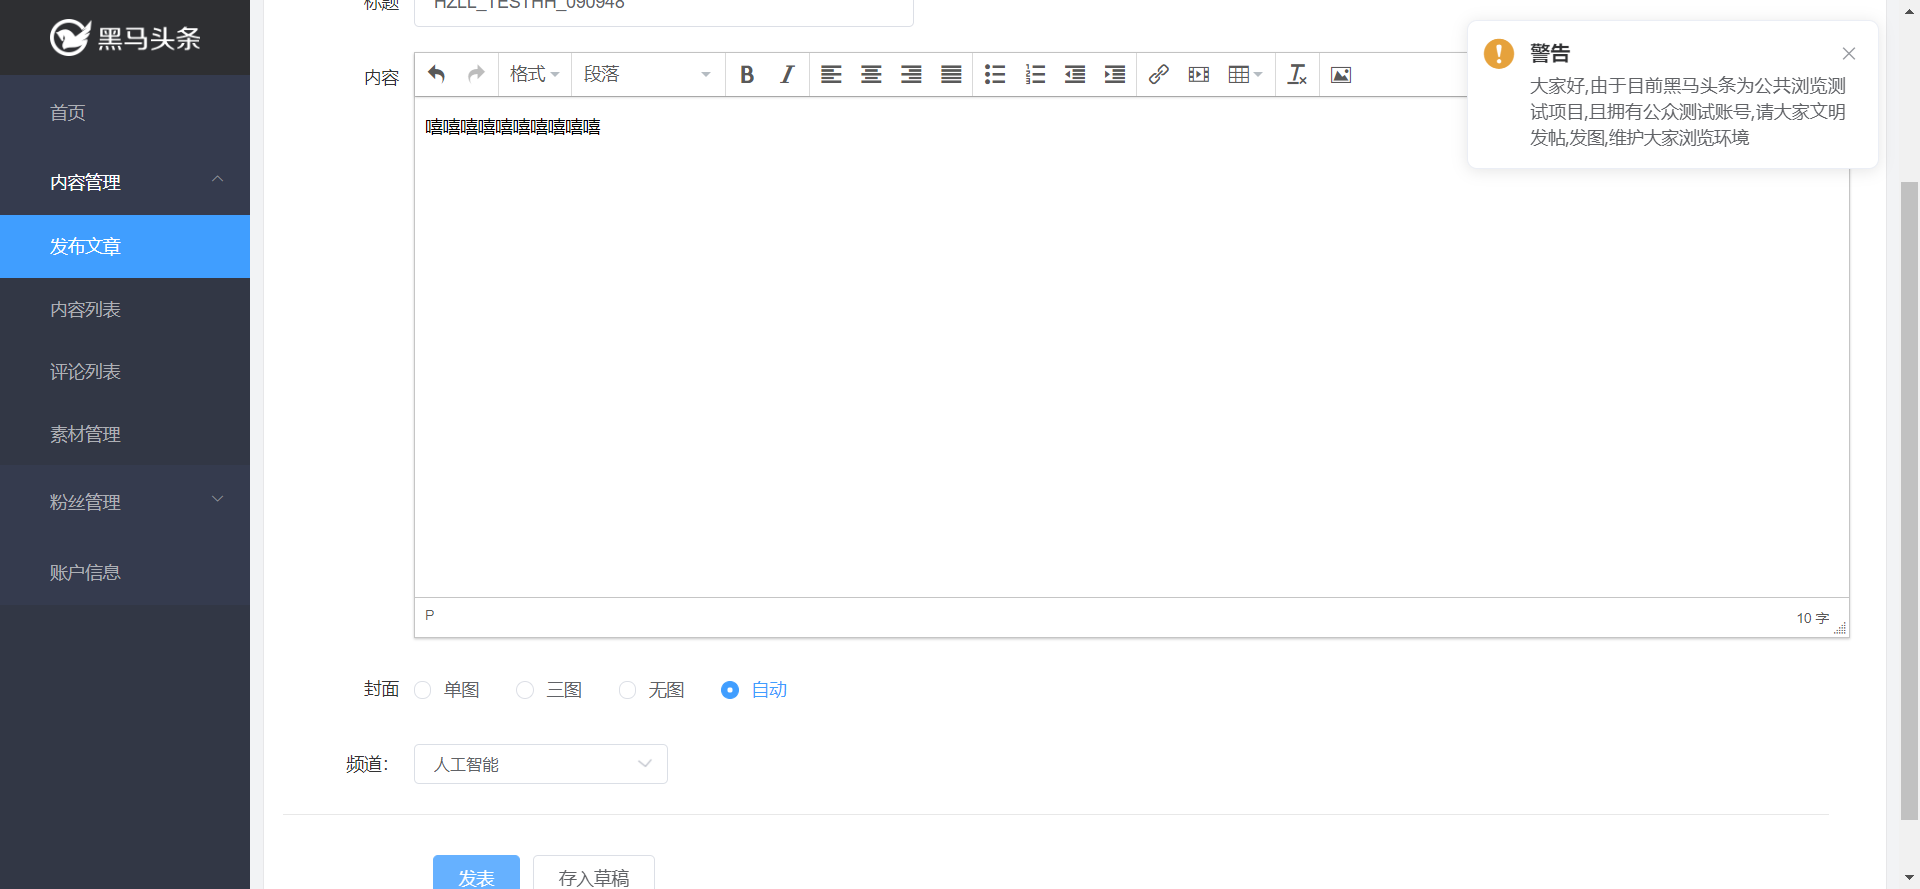 黑马头条
首页
内容管理
发布文章
内容列表
评论列表
素材管理
粉丝管理
账户信息
标题
HZLL_TESTHH_090948
内容
格式
段落
嘻嘻嘻嘻嘻嘻嘻嘻嘻嘻
P
10 字
封面
单图
三图
无图
自动
频道：
人工智能
发表
存入草稿
警告
大家好,由于目前黑马头条为公共浏览测
试项目,且拥有公众测试账号,请大家文明
发帖,发图,维护大家浏览环境